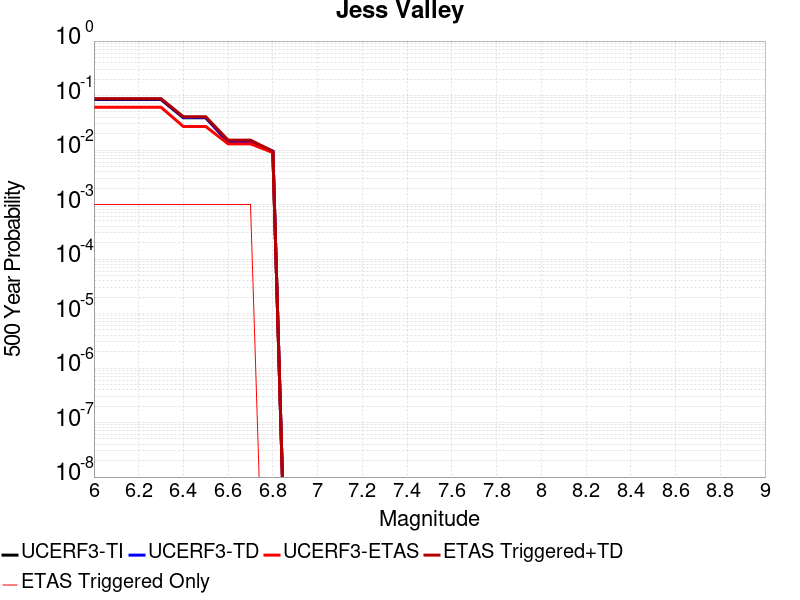 Jess Valley
10^0
10^-1
10^-2
10^-3
10^-4
10^-5
10^-6
10^-7
10^-8
500 Year Probability
6 6.2 6.4 6.6 6.8 7 7.2 7.4 7.6 7.8 8 8.2 8.4 8.6 8.8 9
Magnitude
UCERF3-TI UCERF3-TD UCERF3-ETAS ETAS Triggered+TD
ETAS Triggered Only